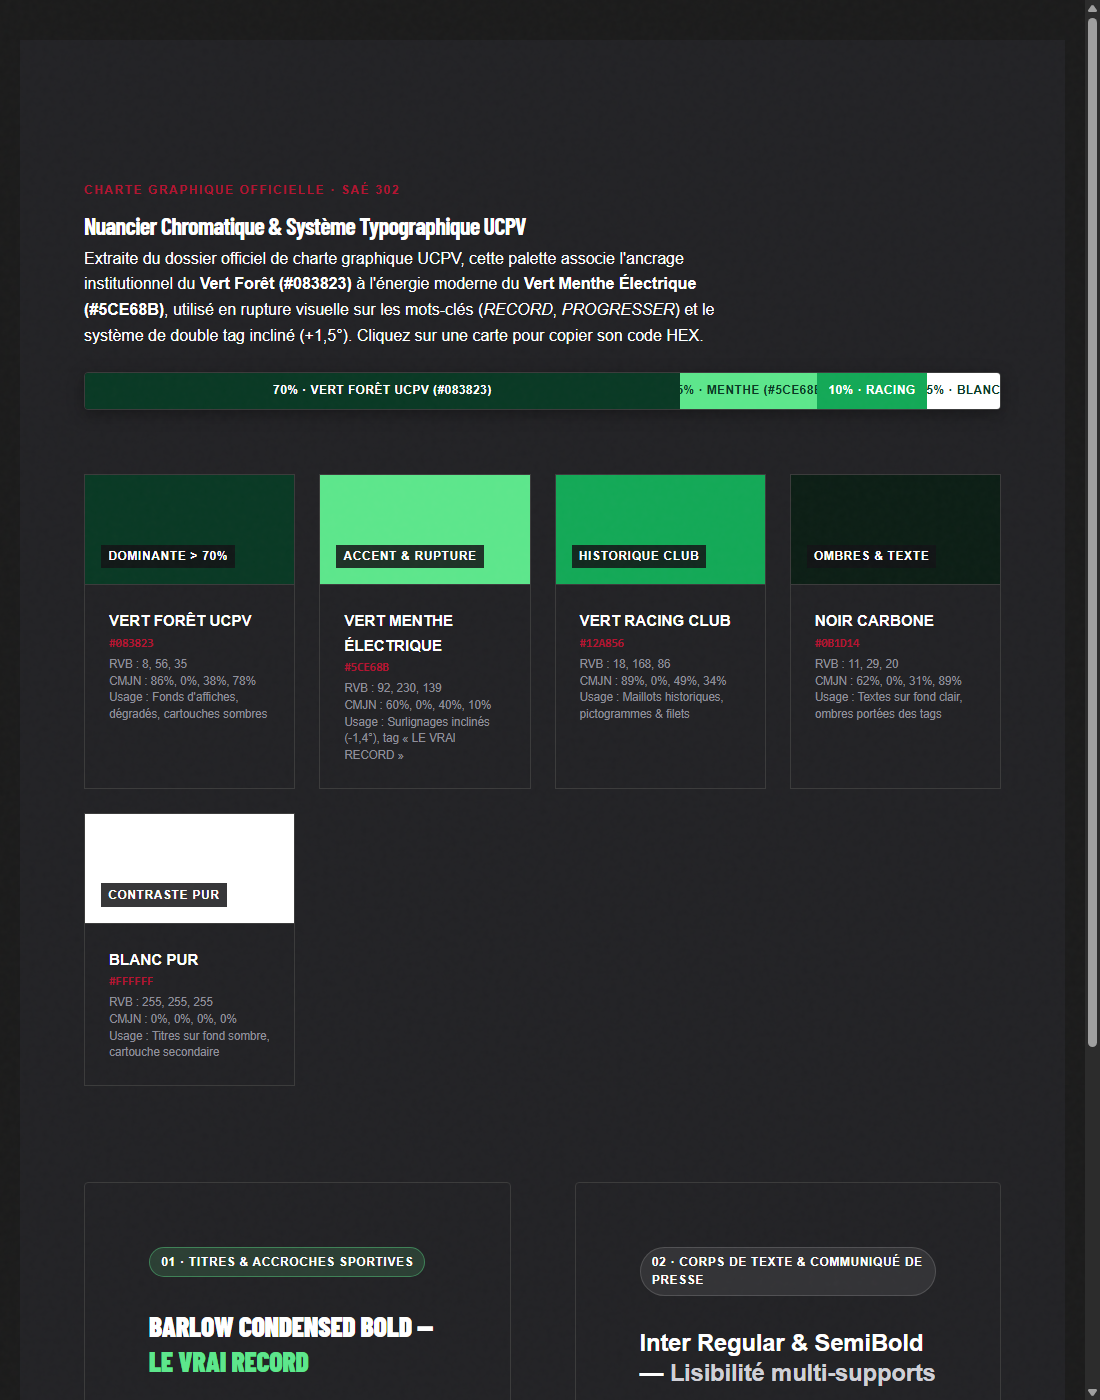 CHARTE GRAPHIQUE OFFICIELLE · SAÉ 302
Nuancier Chromatique & Système Typographique UCPV
Extraite du dossier officiel de charte graphique UCPV, cette palette associe l'ancrage
institutionnel du Vert Forêt (#083823) à l'énergie moderne du Vert Menthe Électrique
(#5CE68B), utilisé en rupture visuelle sur les mots-clés (RECORD, PROGRESSER) et le
système de double tag incliné (+1,5°). Cliquez sur une carte pour copier son code HEX.
70% · VERT FORÊT UCPV (#083823)
5% · MENTHE (#5CE68B
10% · RACING
5% · BLANC
DOMINANTE > 70%
VERT FORÊT UCPV
#083823
RVB : 8, 56, 35
CMJN : 86%, 0%, 38%, 78%
Usage : Fonds d'affiches,
dégradés, cartouches sombres
ACCENT & RUPTURE
VERT MENTHE
ÉLECTRIQUE
#5CE68B
RVB : 92, 230, 139
CMJN : 60%, 0%, 40%, 10%
Usage : Surlignages inclinés
(-1,4°), tag « LE VRAI
RECORD »
HISTORIQUE CLUB
VERT RACING CLUB
#12A856
RVB : 18, 168, 86
CMJN : 89%, 0%, 49%, 34%
Usage : Maillots historiques,
pictogrammes & filets
OMBRES & TEXTE
NOIR CARBONE
#0B1D14
RVB : 11, 29, 20
CMJN : 62%, 0%, 31%, 89%
Usage : Textes sur fond clair,
ombres portées des tags
CONTRASTE PUR
BLANC PUR
#FFFFFF
RVB : 255, 255, 255
CMJN : 0%, 0%, 0%, 0%
Usage : Titres sur fond sombre,
cartouche secondaire
01 · TITRES & ACCROCHES SPORTIVES
BARLOW CONDENSED BOLD —
LE VRAI RECORD
02 · CORPS DE TEXTE & COMMUNIQUÉ DE
PRESSE
Inter Regular & SemiBold
— Lisibilité multi-supports